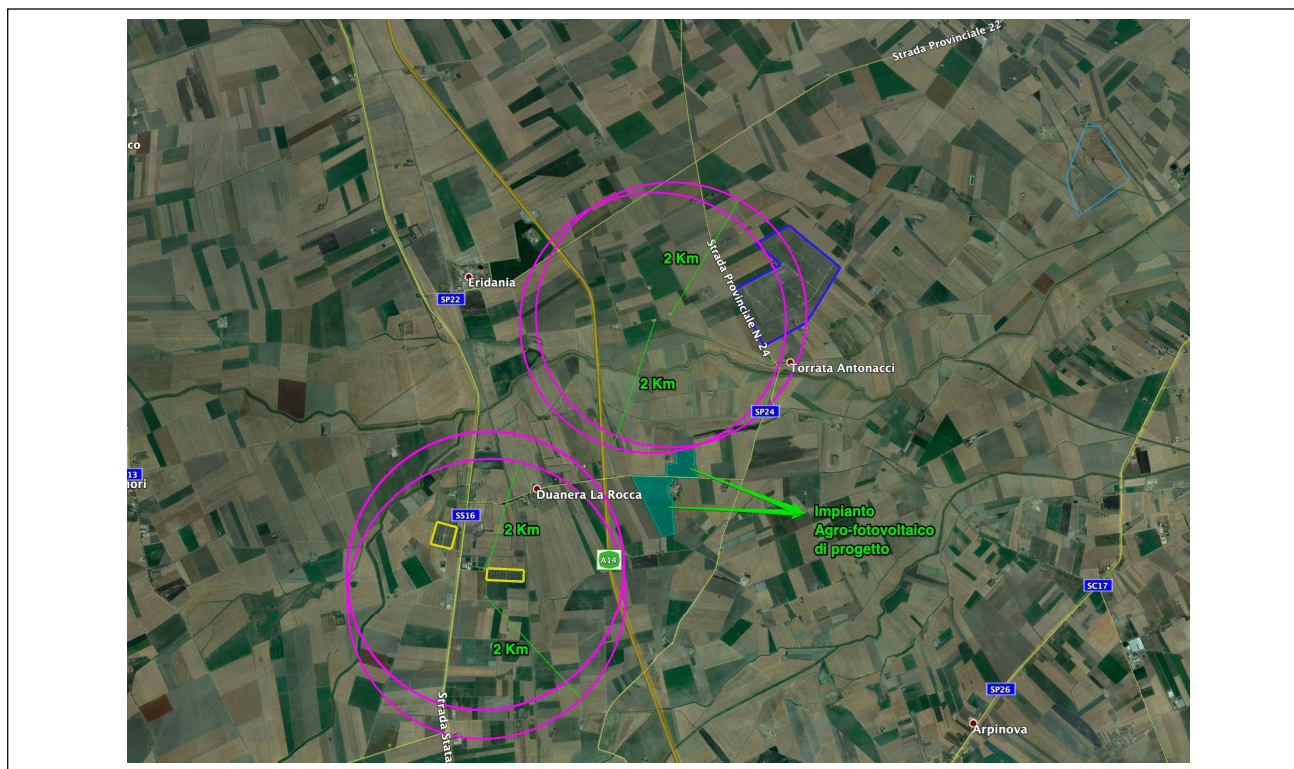 Strada Provinciale 22
co
2 Km
Strada Provinciale N. 24
Eridania
SP22
Torrata Antonacci
2 Km
SP24
13
nori
Duanera La Rocca
SS16
2 Km
Impianto
Agro-fotovoltaico
di progetto
A14
SC17
2 Km
SP26
Strada Stata
Arpinova